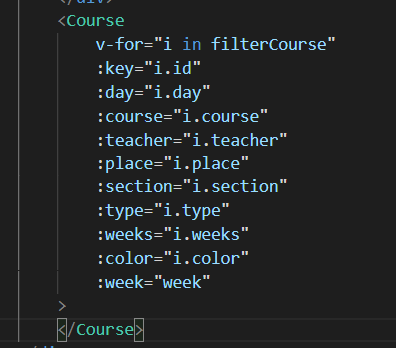 </div>
<Course
v-for="i in filterCourse"
:key="i.id"
:day="i.day"
:course="i.course"
:teacher="i.teacher"
:place="i.place"
:section="i.section"
:type="i.type"
:weeks="i.weeks"
:color="i.color"
:week="week"
>
</Course>